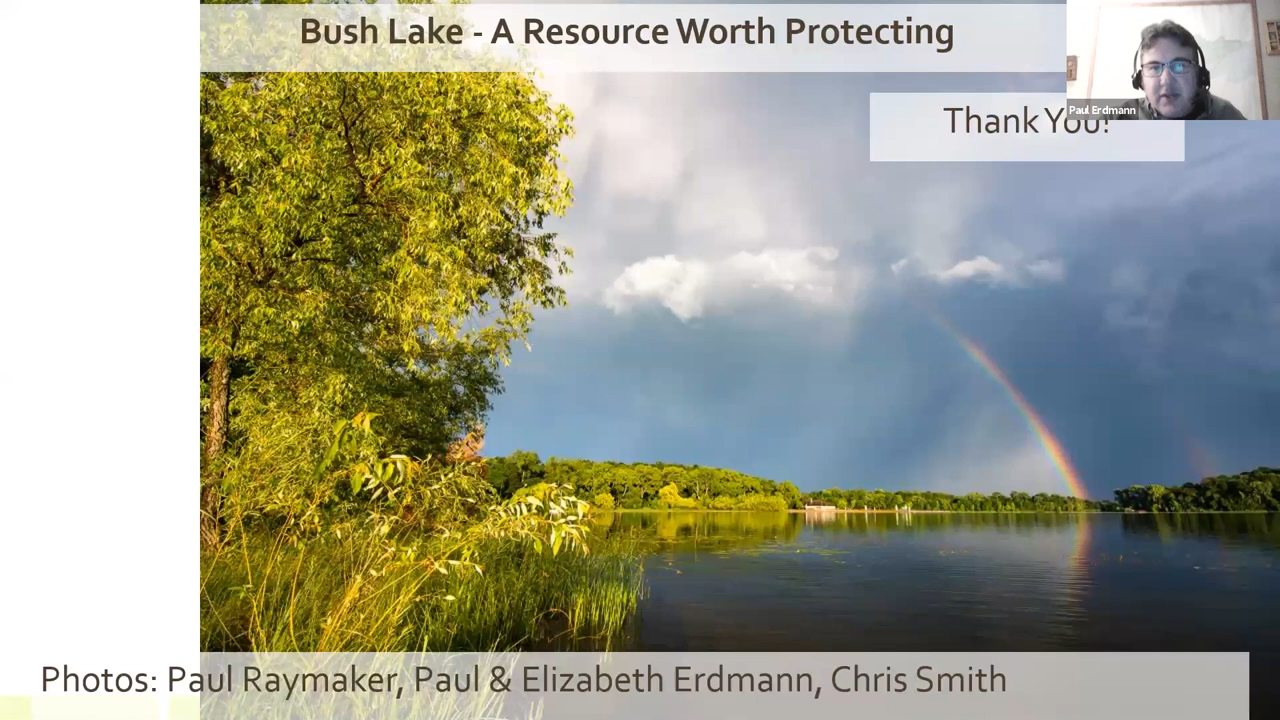 Bush Lake - A Resource Worth Protecting
Paul Erdmann
Thank You!
Photos: Paul Raymaker, Paul & Elizabeth Erdmann, Chris Smith